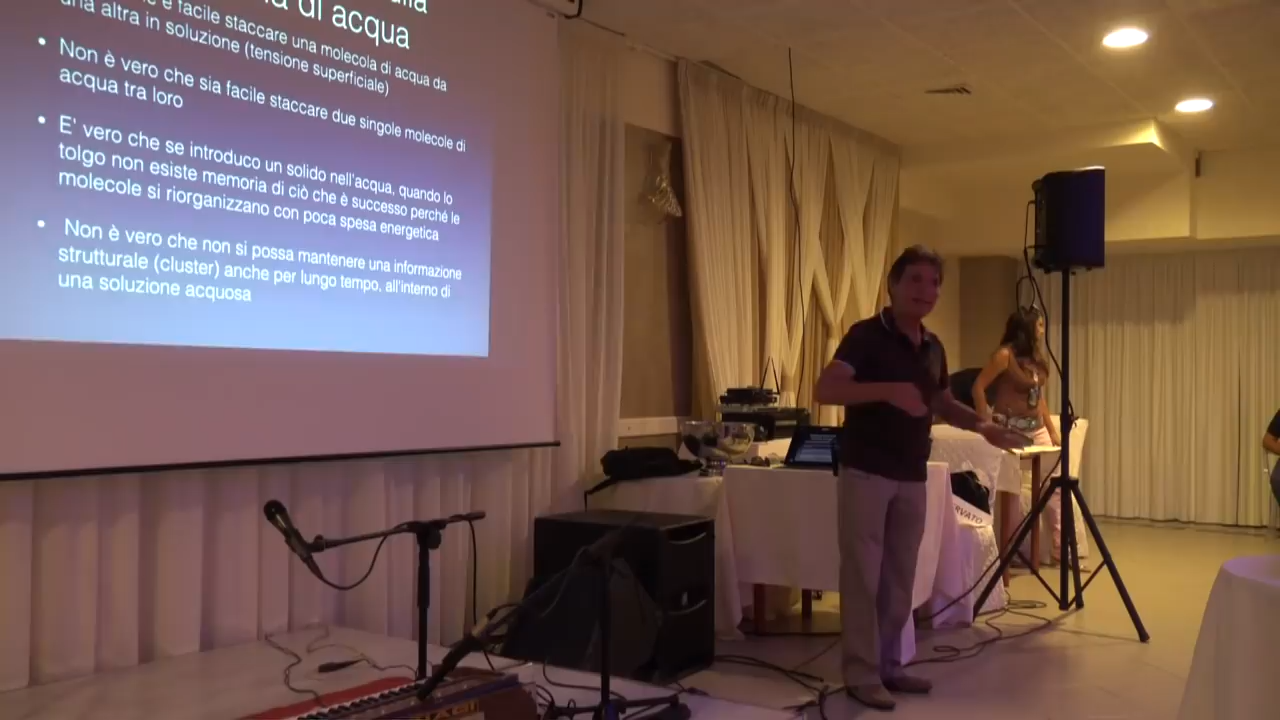 di acqua
è facile staccare una molecola di acqua da
una altra in soluzione (tensione superficiale)
• Non è vero che sia facile staccare due singole molecole di
acqua tra loro
• E' vero che se introduco un solido nell'acqua, quando lo
tolgo non esiste memoria di ciò che è successo perché le
molecole si riorganizzano con poca spesa energetica
• Non è vero che non si possa mantenere una informazione
strutturale (cluster) anche per lungo tempo, all'interno di
una soluzione acquosa
RVATO